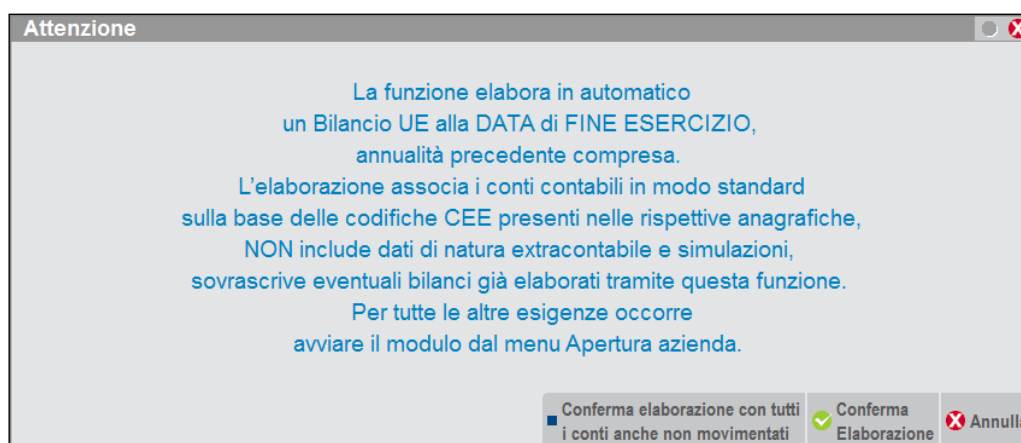 Attenzione
La funzione elabora in automatico
un Bilancio UE alla DATA di FINE ESERCIZIO,
annualità precedente compresa.
L'elaborazione associa i conti contabili in modo standard
sulla base delle codifiche CEE presenti nelle rispettive anagrafiche,
NON include dati di natura extracontabile e simulazioni,
sovrascrive eventuali bilanci già elaborati tramite questa funzione.
Per tutte le altre esigenze occorre
avviare il modulo dal menu Apertura azienda.
Conferma elaborazione con tutti
i conti anche non movimentati
Conferma
Elaborazione
Annulla